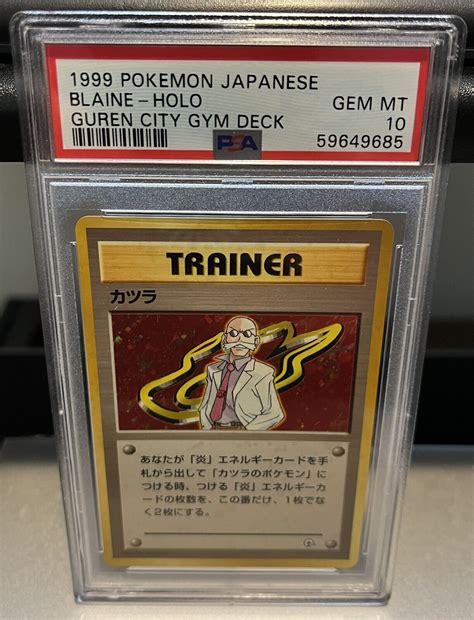 1999 POKEMON JAPANESE
BLAINE-HOLO GEM MT
GUREN CITY GYM DECK 10
PSA 59649685
TRAINER
カツラ
あなたが「炎」エネルギーカードを手
札から出して「カツラのポケモン」に
つける時、つける「炎」エネルギーカ
ードの枚数を、この番だけ、1枚でな
く2枚にする。